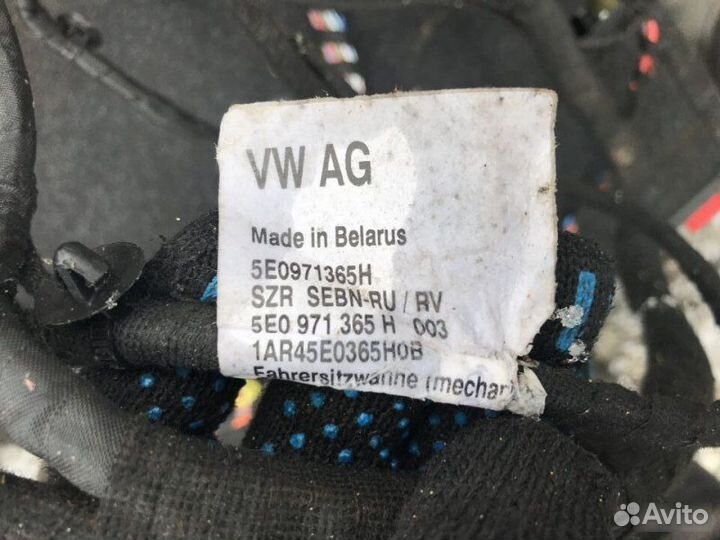 VW AG
Made in Belarus
5E0971365H
SZR SEBN-RU / RV
5E0 971 365 H 003
1AR45E0365H0B
Fahrersitzwanne (mechan
Avito